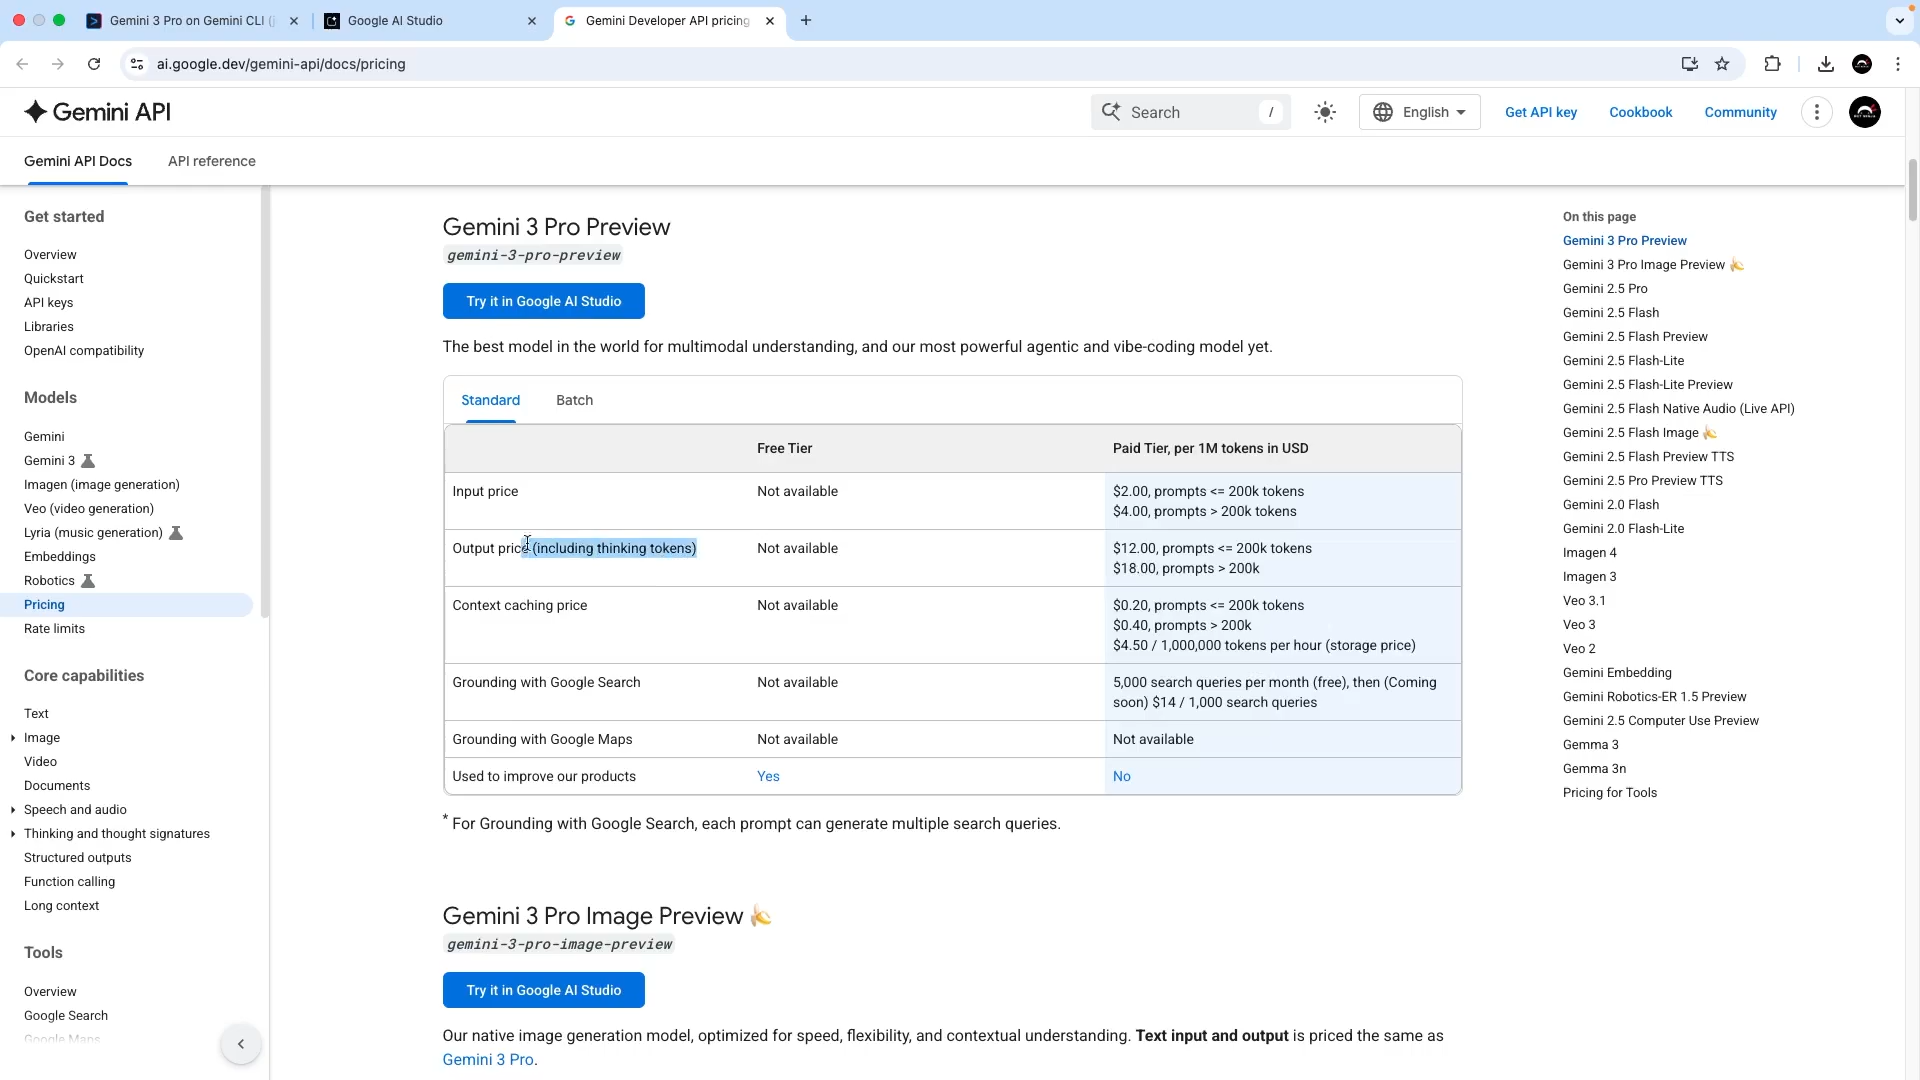 Gemini 3 Pro on Gemini CLI (
Google AI Studio
Gemini Developer API pricing
ai.google.dev/gemini-api/docs/pricing
Gemini API
Search
/
English
Get API key
Cookbook
Community
Gemini API Docs
API reference
Get started
Overview
Quickstart
API keys
Libraries
OpenAI compatibility
Models
Gemini
Gemini 3
Imagen (image generation)
Veo (video generation)
Lyria (music generation)
Embeddings
Robotics
Pricing
Rate limits
Core capabilities
Text
Image
Video
Documents
Speech and audio
Thinking and thought signatures
Structured outputs
Function calling
Long context
Tools
Overview
Google Search
Google Maps
Gemini 3 Pro Preview
gemini-3-pro-preview
Try it in Google AI Studio
The best model in the world for multimodal understanding, and our most powerful agentic and vibe-coding model yet.
Standard
Batch
Free Tier
Paid Tier, per 1M tokens in USD
Input price
Not available
$2.00, prompts <= 200k tokens
$4.00, prompts > 200k tokens
Output price (including thinking tokens)
Not available
$12.00, prompts <= 200k tokens
$18.00, prompts > 200k
Context caching price
Not available
$0.20, prompts <= 200k tokens
$0.40, prompts > 200k
$4.50 / 1,000,000 tokens per hour (storage price)
Grounding with Google Search
Not available
5,000 search queries per month (free), then (Coming
soon) $14 / 1,000 search queries
Grounding with Google Maps
Not available
Not available
Used to improve our products
Yes
No
* For Grounding with Google Search, each prompt can generate multiple search queries.
Gemini 3 Pro Image Preview 🍌
gemini-3-pro-image-preview
Try it in Google AI Studio
Our native image generation model, optimized for speed, flexibility, and contextual understanding. Text input and output is priced the same as
Gemini 3 Pro.
On this page
Gemini 3 Pro Preview
Gemini 3 Pro Image Preview 🍌
Gemini 2.5 Pro
Gemini 2.5 Flash
Gemini 2.5 Flash Preview
Gemini 2.5 Flash-Lite
Gemini 2.5 Flash-Lite Preview
Gemini 2.5 Flash Native Audio (Live API)
Gemini 2.5 Flash Image 🍌
Gemini 2.5 Flash Preview TTS
Gemini 2.5 Pro Preview TTS
Gemini 2.0 Flash
Gemini 2.0 Flash-Lite
Imagen 4
Imagen 3
Veo 3.1
Veo 3
Veo 2
Gemini Embedding
Gemini Robotics-ER 1.5 Preview
Gemini 2.5 Computer Use Preview
Gemma 3
Gemma 3n
Pricing for Tools